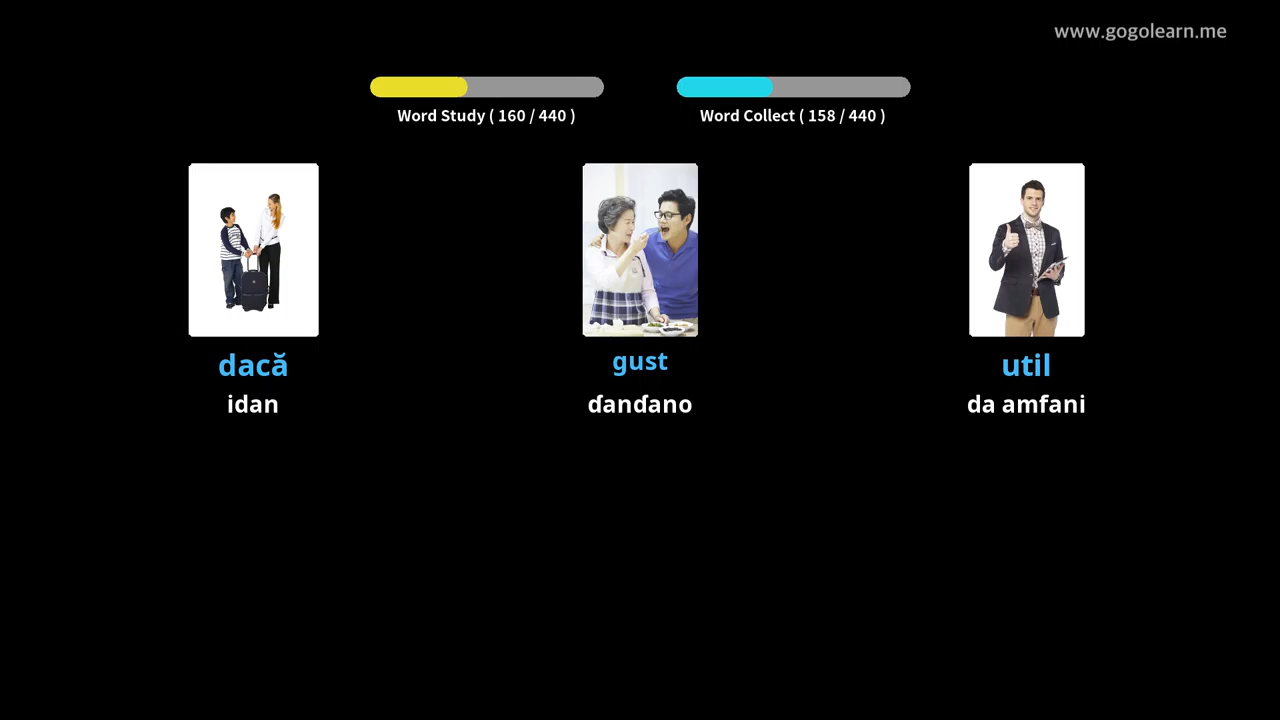 www.gogolearn.me
Word Study ( 160 / 440 )
Word Collect ( 158 / 440 )
dacă
gust
util
idan
ɗanɗano
da amfani